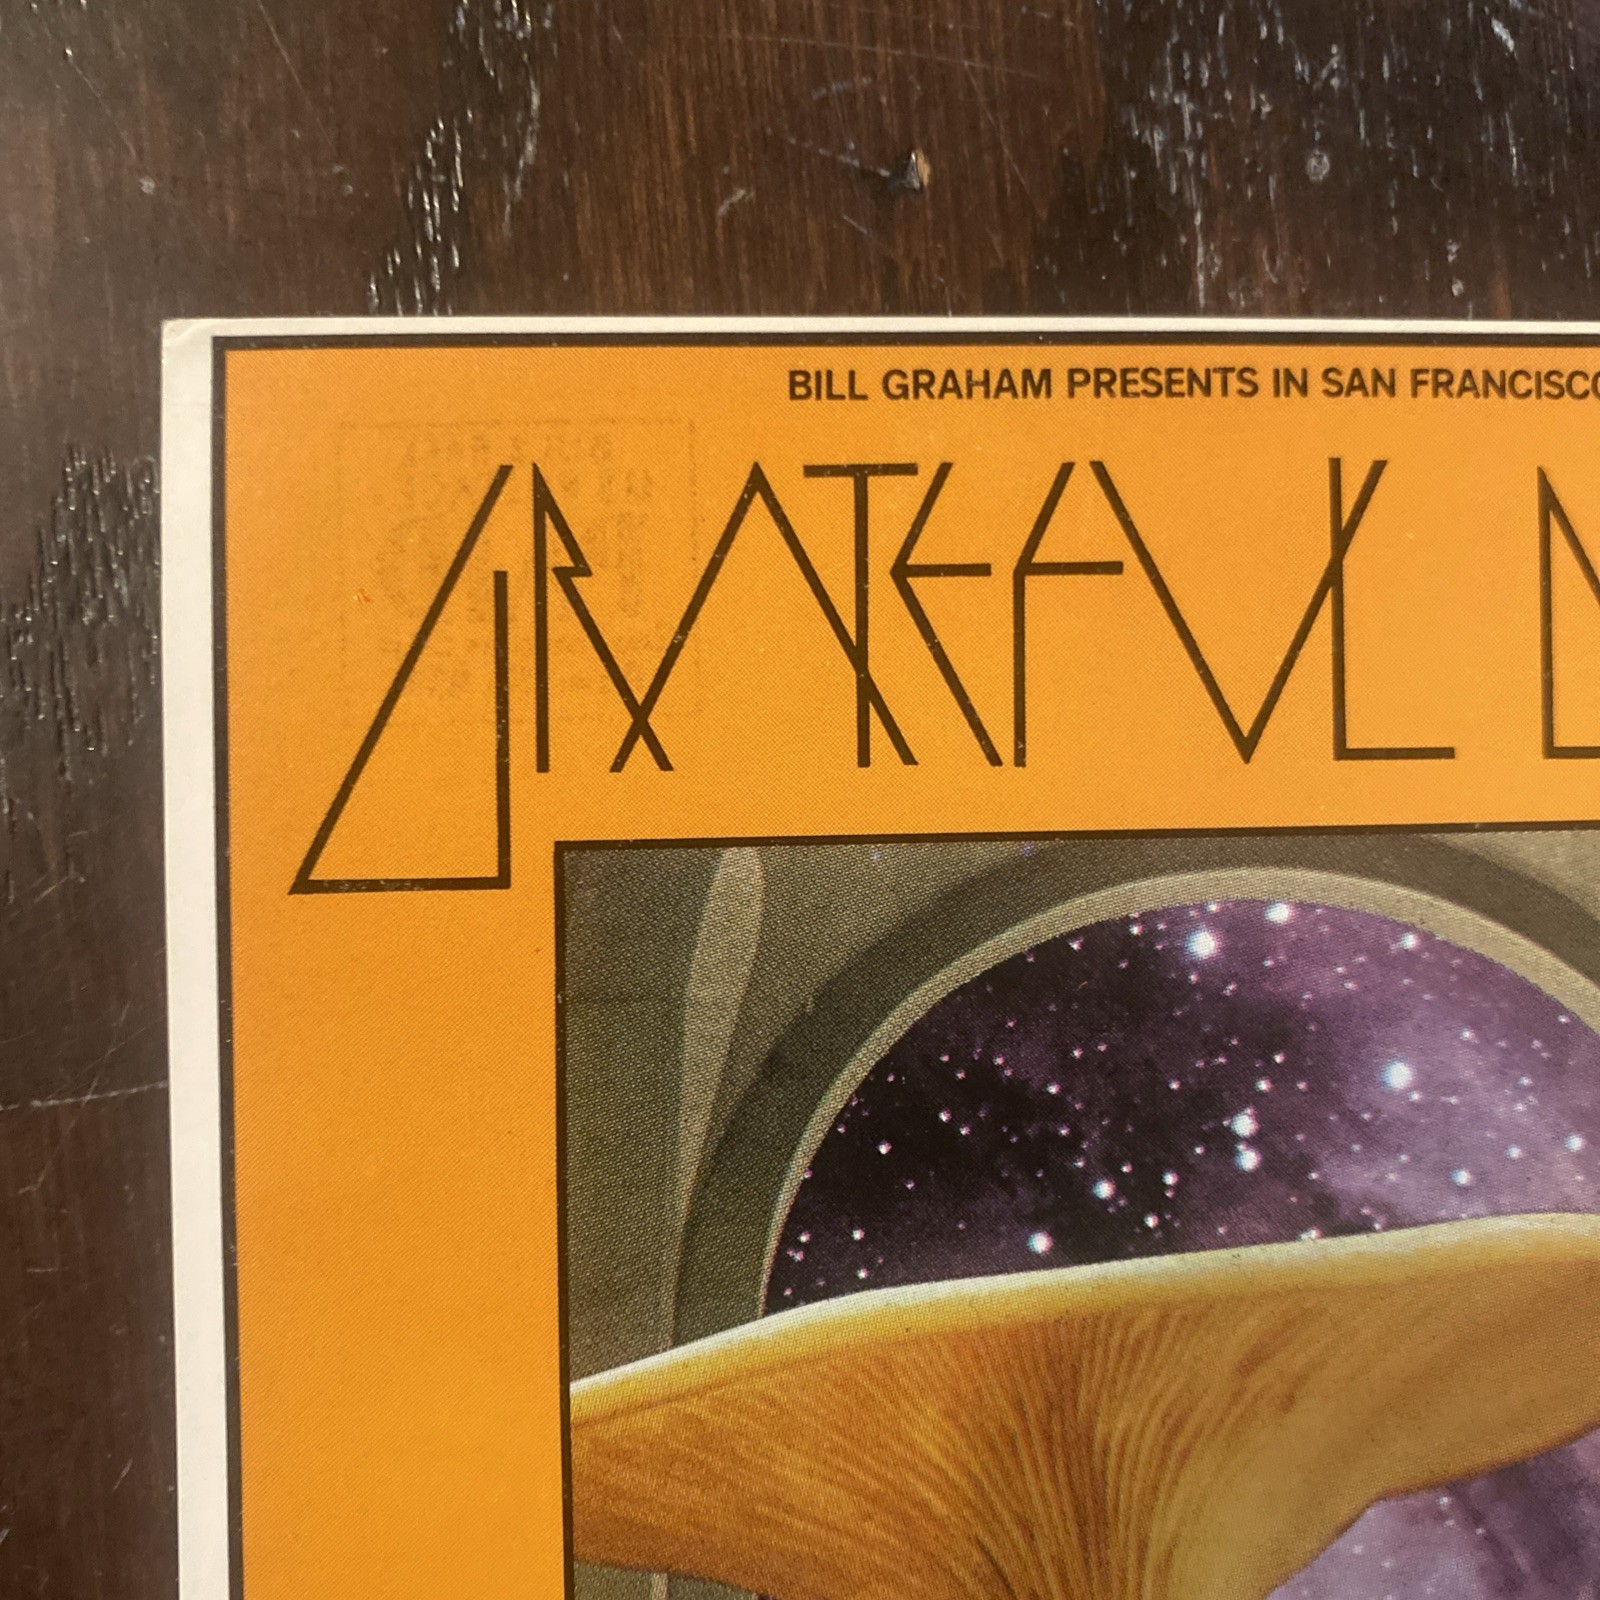 BILL GRAHAM PRESENTS IN SAN FRANCISCO
GRATEFUL D